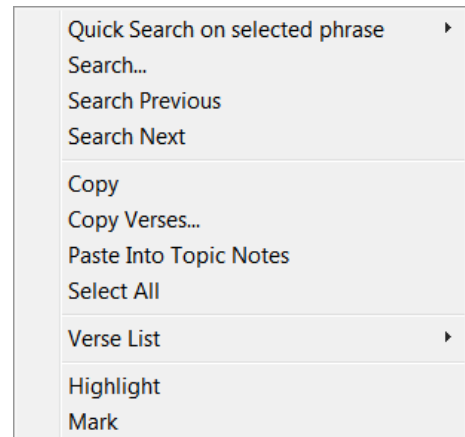 Quick Search on selected phrase
Search...
Search Previous
Search Next
Copy
Copy Verses...
Paste Into Topic Notes
Select All
Verse List
Highlight
Mark